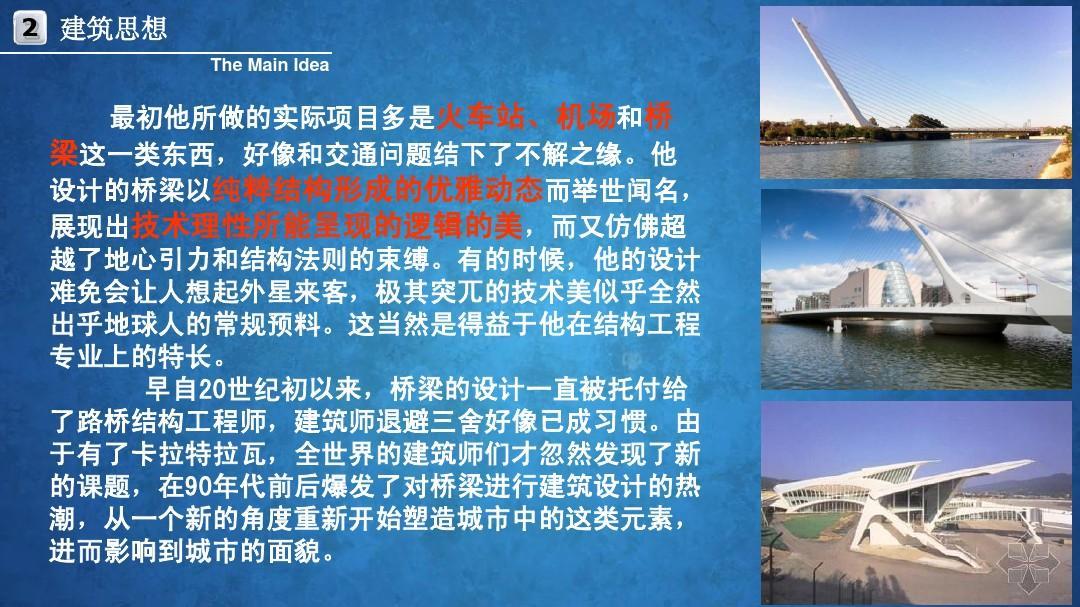 2 建筑思想
The Main Idea
最初他所做的实际项目多是火车站、机场和桥
梁这一类东西，好像和交通问题结下了不解之缘。他
设计的桥梁以纯粹结构形成的优雅动态而举世闻名，
展现出技术理性所能呈现的逻辑的美，而又仿佛超
越了地心引力和结构法则的束缚。有的时候，他的设计
难免会让人想起外星来客，极其突兀的技术美似乎全然
出乎地球人的常规预料。这当然是得益于他在结构工程
专业上的特长。
早自20世纪初以来，桥梁的设计一直被托付给
了路桥结构工程师，建筑师退避三舍好像已成习惯。由
于有了卡拉特拉瓦，全世界的建筑师们才忽然发现了新
的课题，在90年代前后爆发了对桥梁进行建筑设计的热
潮，从一个新的角度重新开始塑造城市中的这类元素，
进而影响到城市的面貌。